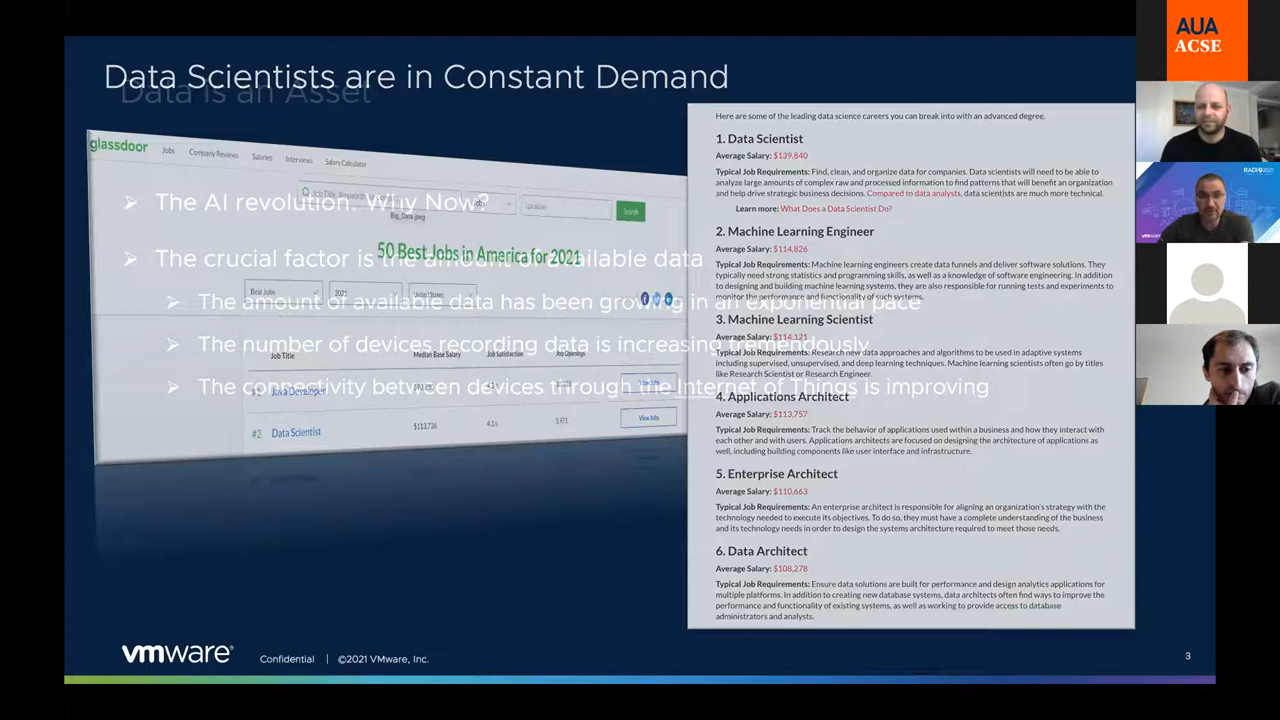 Data Scientists are in Constant Demand
Data is an Asset
glassdoor
Jobs
Company Reviews
Salaries
Interviews
Salary Calculator
Job Title, Keywords
Location
Search
Big_Data.jpeg
50 Best Jobs in America for 2021
Best Jobs
2021
United States
Job Title
Median Base Salary
Job Satisfaction
Job Openings
#1 Java Developer
View Jobs
#2 Data Scientist
$113,736
4.1/5
5,971
View Jobs
➢ The AI revolution. Why Now?
➢ The crucial factor is the amount of available data
➢ The amount of available data has been growing in an exponential pace
➢ The number of devices recording data is increasing tremendously
➢ The connectivity between devices through the Internet of Things is improving
Here are some of the leading data science careers you can break into with an advanced degree.
1. Data Scientist
Average Salary: $139,840
Typical Job Requirements: Find, clean, and organize data for companies. Data scientists will need to be able to
analyze large amounts of complex raw and processed information to find patterns that will benefit an organization
and help drive strategic business decisions. Compared to data analysts, data scientists are much more technical.
Learn more: What Does a Data Scientist Do?
2. Machine Learning Engineer
Average Salary: $114,826
Typical Job Requirements: Machine learning engineers create data funnels and deliver software solutions. They
typically need strong statistics and programming skills, as well as a knowledge of software engineering. In addition
to designing and building machine learning systems, they are also responsible for running tests and experiments to
monitor the performance and functionality of such systems.
3. Machine Learning Scientist
Average Salary: $114,121
Typical Job Requirements: Research new data approaches and algorithms to be used in adaptive systems
including supervised, unsupervised, and deep learning techniques. Machine learning scientists often go by titles
like Research Scientist or Research Engineer.
4. Applications Architect
Average Salary: $113,757
Typical Job Requirements: Track the behavior of applications used within a business and how they interact with
each other and with users. Applications architects are focused on designing the architecture of applications as
well, including building components like user interface and infrastructure.
5. Enterprise Architect
Average Salary: $110,663
Typical Job Requirements: An enterprise architect is responsible for aligning an organization's strategy with the
technology needed to execute its objectives. To do so, they must have a complete understanding of the business
and its technology needs in order to design the systems architecture required to meet those needs.
6. Data Architect
Average Salary: $108,278
Typical Job Requirements: Ensure data solutions are built for performance and design analytics applications for
multiple platforms. In addition to creating new database systems, data architects often find ways to improve the
performance and functionality of existing systems, as well as working to provide access to database
administrators and analysts.
vmware®
Confidential | ©2021 VMware, Inc.
3
AUA
ACSE
RADIO 2021
vmw